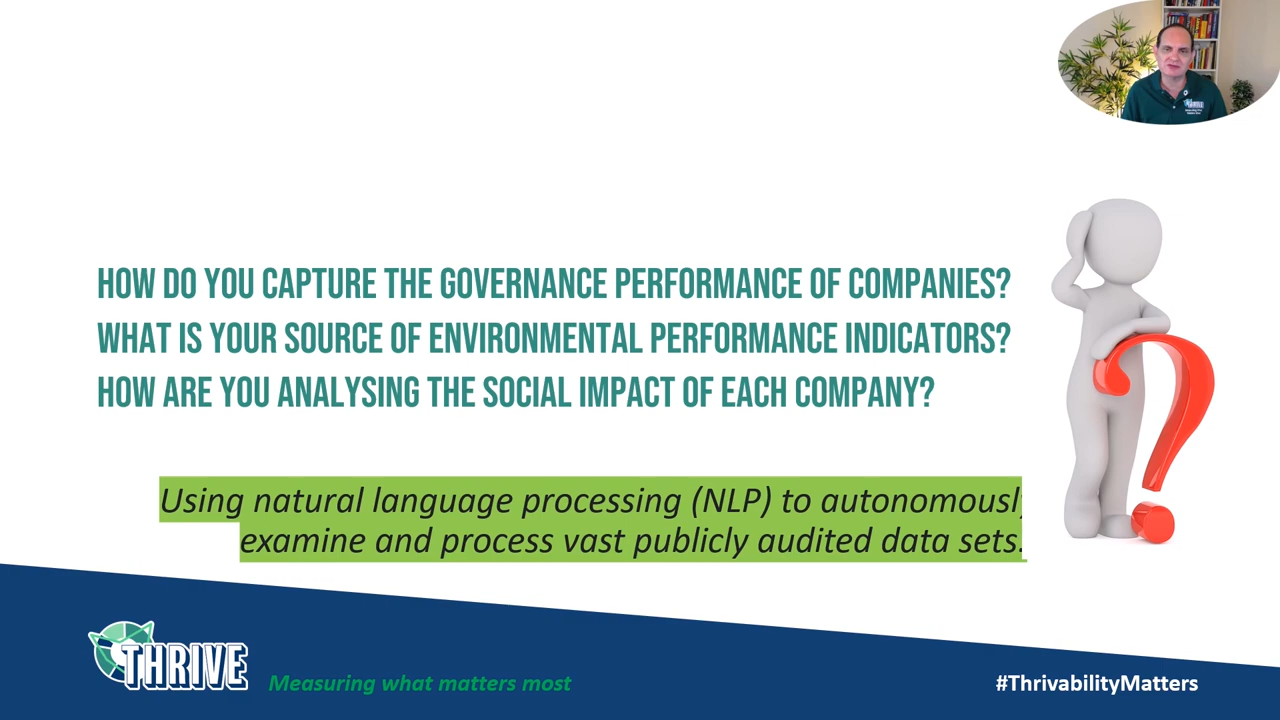 HOW DO YOU CAPTURE THE GOVERNANCE PERFORMANCE OF COMPANIES?
WHAT IS YOUR SOURCE OF ENVIRONMENTAL PERFORMANCE INDICATORS?
HOW ARE YOU ANALYSING THE SOCIAL IMPACT OF EACH COMPANY?
Using natural language processing (NLP) to autonomously
examine and process vast publicly audited data sets.
THRIVE
Measuring what matters most
#ThrivabilityMatters